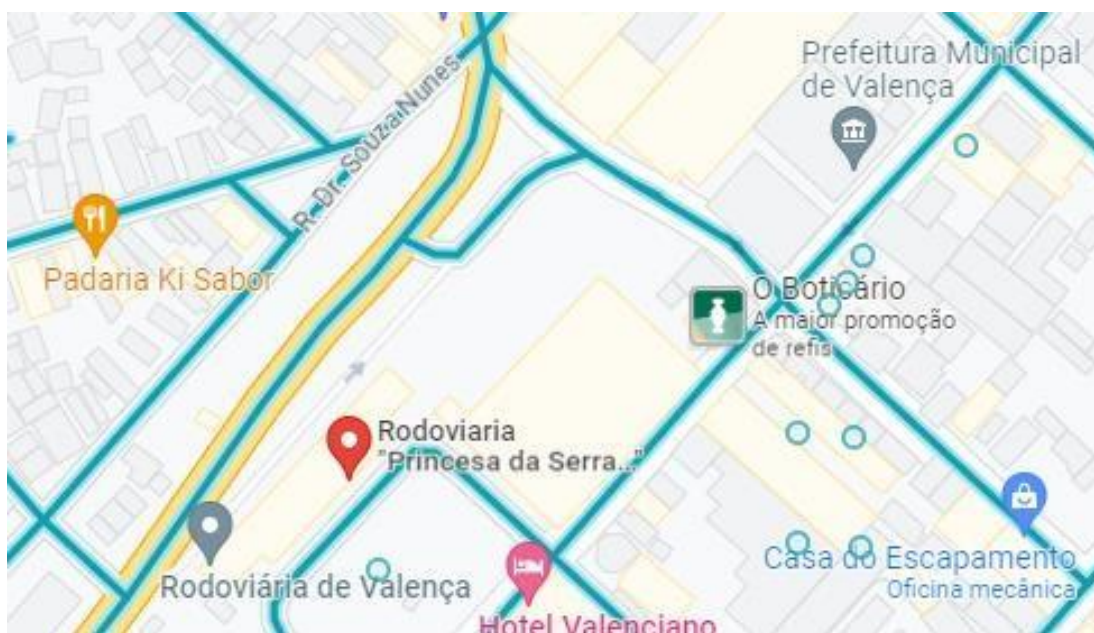 Prefeitura Municipal
de Valença
R. Dr. Souza Nunes
Padaria Ki Sabor
O Boticário
A maior promoção
de refis
Rodoviaria
"Princesa da Serra..."
Rodoviária de Valença
Casa do Escapamento
Oficina mecânica
Hotel Valenciano